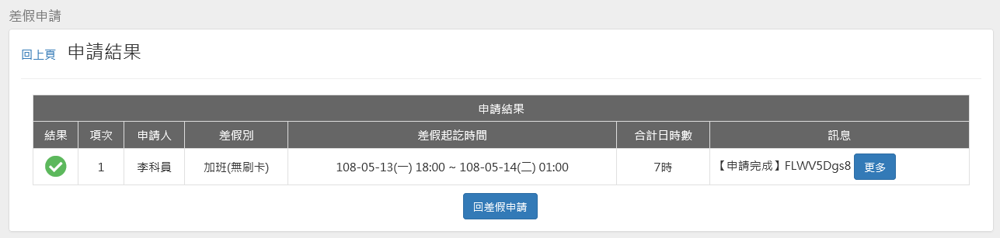 差假申請
回上頁 申請結果
申請結果
結果 項次 申請人 差假別 差假起訖時間 合計日時數 訊息
1 李科員 加班(無刷卡) 108-05-13(一) 18:00 ~ 108-05-14(二) 01:00 7時 【申請完成】FLWV5Dgs8 更多
回差假申請